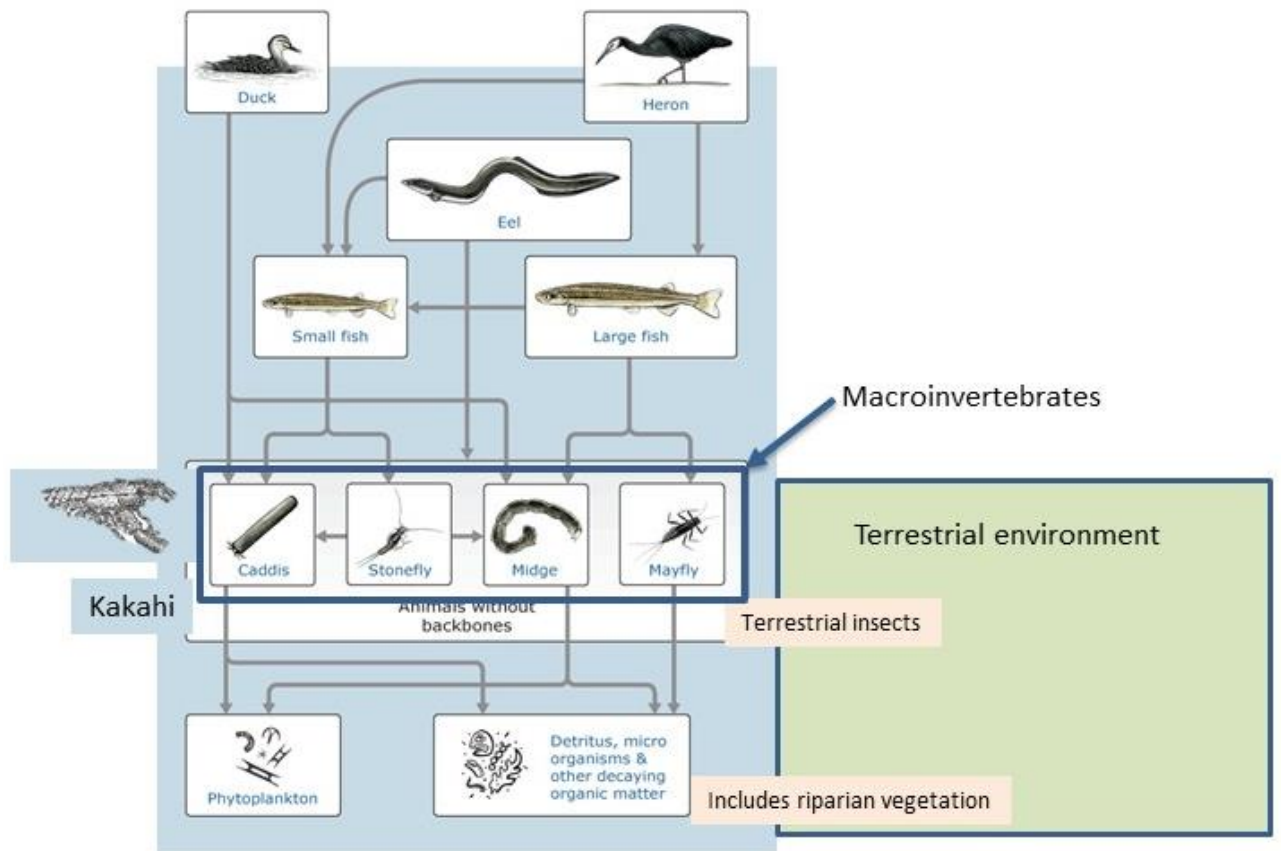 Duck
Heron
Eel
Small fish
Large fish
Macroinvertebrates
Caddis
Stonefly
Midge
Mayfly
Terrestrial environment
Kakahi
Animals without
backbones
Terrestrial insects
Phytoplankton
Detritus, micro
organisms &
other decaying
organic matter
Includes riparian vegetation